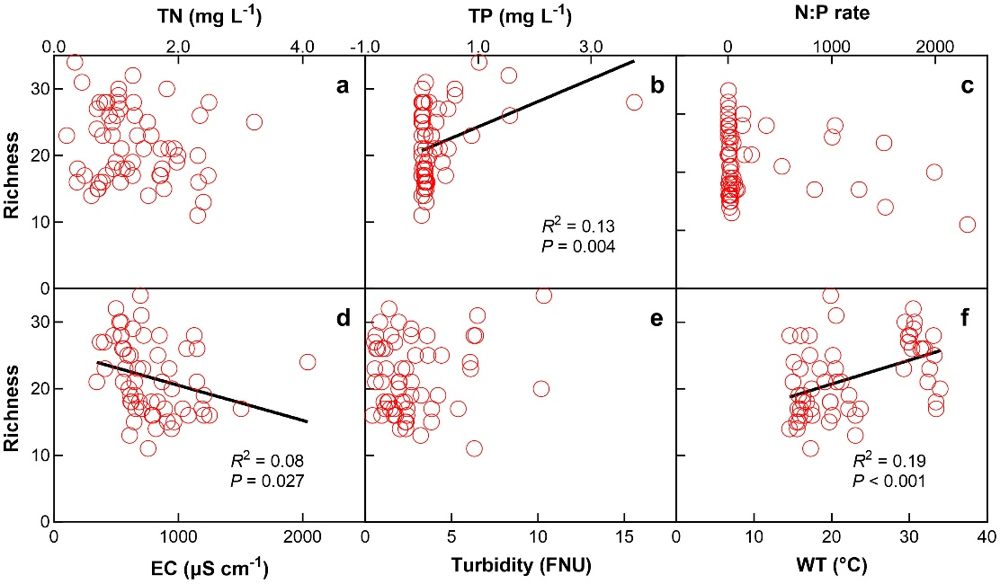 TN (mg L⁻¹) TP (mg L⁻¹) N:P rate
0.0 2.0 4.0 -1.0 1.0 3.0 0 1000 2000
a b c
30
20
10
0
Richness
R² = 0.13
P = 0.004
d e f
30
20
10
0
Richness
R² = 0.08
P = 0.027
R² = 0.19
P < 0.001
0 1000 2000 0 5 10 15 0 10 20 30 40
EC (µS cm⁻¹) Turbidity (FNU) WT (°C)